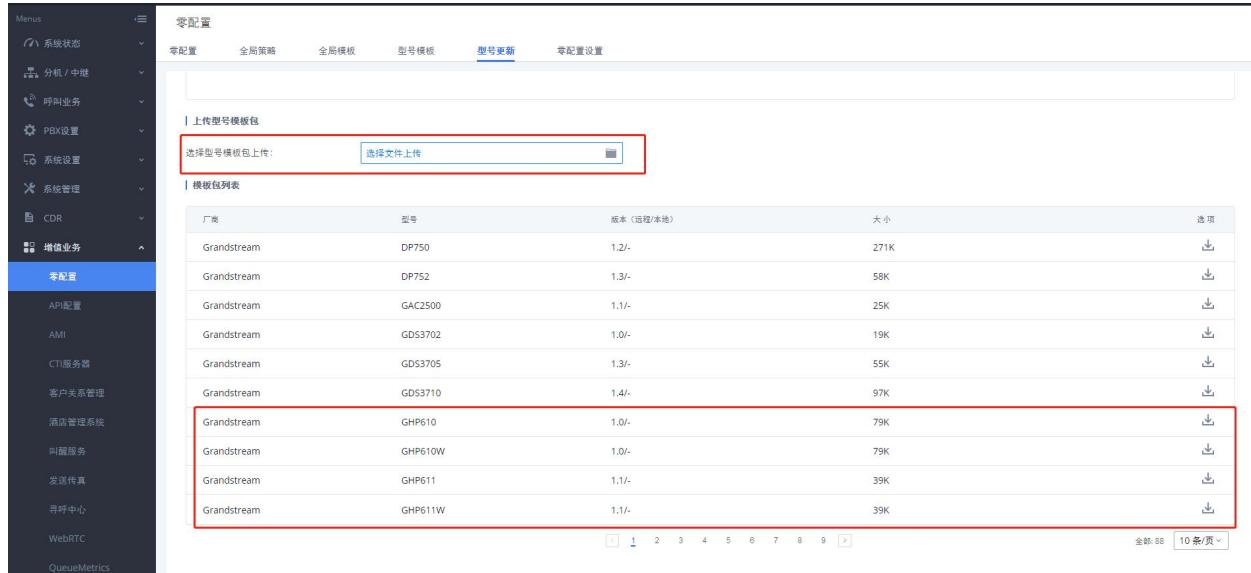 Menus
系统状态
分机 / 中继
呼叫业务
PBX设置
系统设置
系统管理
CDR
增值业务
零配置
API配置
AMI
CTI服务器
客户关系管理
酒店管理系统
叫醒服务
发送传真
寻呼中心
WebRTC
QueueMetrics
零配置
零配置 全局策略 全局模板 型号模板 型号更新 零配置设置
上传型号模板包
选择型号模板包上传: 选择文件上传
模板包列表
厂商 型号 版本（远程/本地） 大小 选项
Grandstream DP750 1.2/- 271K
Grandstream DP752 1.3/- 58K
Grandstream GAC2500 1.1/- 25K
Grandstream GDS3702 1.0/- 19K
Grandstream GDS3705 1.3/- 55K
Grandstream GDS3710 1.4/- 97K
Grandstream GHP610 1.0/- 79K
Grandstream GHP610W 1.0/- 79K
Grandstream GHP611 1.1/- 39K
Grandstream GHP611W 1.1/- 39K
< 1 2 3 4 5 6 7 8 9 > 全部: 88 10 条/页